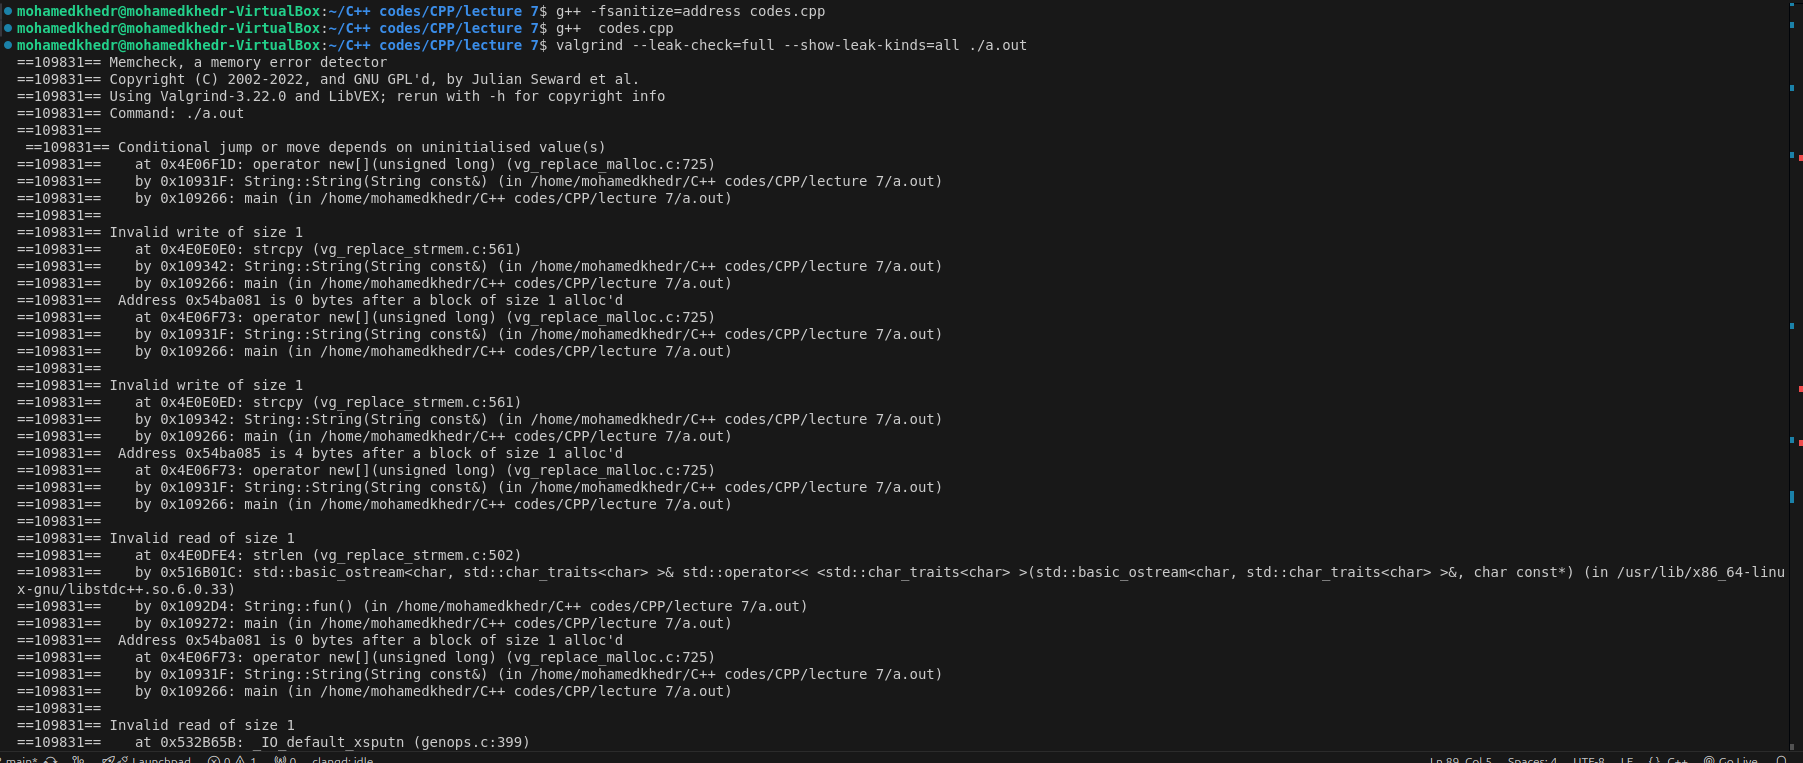 mohamedkhedr@mohamedkhedr-VirtualBox:~/C++ codes/CPP/lecture 7$ g++ -fsanitize=address codes.cpp
mohamedkhedr@mohamedkhedr-VirtualBox:~/C++ codes/CPP/lecture 7$ g++  codes.cpp
mohamedkhedr@mohamedkhedr-VirtualBox:~/C++ codes/CPP/lecture 7$ valgrind --leak-check=full --show-leak-kinds=all ./a.out
==109831== Memcheck, a memory error detector
==109831== Copyright (C) 2002-2022, and GNU GPL'd, by Julian Seward et al.
==109831== Using Valgrind-3.22.0 and LibVEX; rerun with -h for copyright info
==109831== Command: ./a.out
==109831==
==109831== Conditional jump or move depends on uninitialised value(s)
==109831==    at 0x4E06F1D: operator new[](unsigned long) (vg_replace_malloc.c:725)
==109831==    by 0x10931F: String::String(String const&) (in /home/mohamedkhedr/C++ codes/CPP/lecture 7/a.out)
==109831==    by 0x109266: main (in /home/mohamedkhedr/C++ codes/CPP/lecture 7/a.out)
==109831==
==109831== Invalid write of size 1
==109831==    at 0x4E0E0E0: strcpy (vg_replace_strmem.c:561)
==109831==    by 0x109342: String::String(String const&) (in /home/mohamedkhedr/C++ codes/CPP/lecture 7/a.out)
==109831==    by 0x109266: main (in /home/mohamedkhedr/C++ codes/CPP/lecture 7/a.out)
==109831==  Address 0x54ba081 is 0 bytes after a block of size 1 alloc'd
==109831==    at 0x4E06F73: operator new[](unsigned long) (vg_replace_malloc.c:725)
==109831==    by 0x10931F: String::String(String const&) (in /home/mohamedkhedr/C++ codes/CPP/lecture 7/a.out)
==109831==    by 0x109266: main (in /home/mohamedkhedr/C++ codes/CPP/lecture 7/a.out)
==109831==
==109831== Invalid write of size 1
==109831==    at 0x4E0E0ED: strcpy (vg_replace_strmem.c:561)
==109831==    by 0x109342: String::String(String const&) (in /home/mohamedkhedr/C++ codes/CPP/lecture 7/a.out)
==109831==    by 0x109266: main (in /home/mohamedkhedr/C++ codes/CPP/lecture 7/a.out)
==109831==  Address 0x54ba085 is 4 bytes after a block of size 1 alloc'd
==109831==    at 0x4E06F73: operator new[](unsigned long) (vg_replace_malloc.c:725)
==109831==    by 0x10931F: String::String(String const&) (in /home/mohamedkhedr/C++ codes/CPP/lecture 7/a.out)
==109831==    by 0x109266: main (in /home/mohamedkhedr/C++ codes/CPP/lecture 7/a.out)
==109831==
==109831== Invalid read of size 1
==109831==    at 0x4E0DFE4: strlen (vg_replace_strmem.c:502)
==109831==    by 0x516B01C: std::basic_ostream<char, std::char_traits<char> >& std::operator<< <std::char_traits<char> >(std::basic_ostream<char, std::char_traits<char> >&, char const*) (in /usr/lib/x86_64-linu
x-gnu/libstdc++.so.6.0.33)
==109831==    by 0x1092D4: String::fun() (in /home/mohamedkhedr/C++ codes/CPP/lecture 7/a.out)
==109831==    by 0x109272: main (in /home/mohamedkhedr/C++ codes/CPP/lecture 7/a.out)
==109831==  Address 0x54ba081 is 0 bytes after a block of size 1 alloc'd
==109831==    at 0x4E06F73: operator new[](unsigned long) (vg_replace_malloc.c:725)
==109831==    by 0x10931F: String::String(String const&) (in /home/mohamedkhedr/C++ codes/CPP/lecture 7/a.out)
==109831==    by 0x109266: main (in /home/mohamedkhedr/C++ codes/CPP/lecture 7/a.out)
==109831==
==109831== Invalid read of size 1
==109831==    at 0x532B65B: _IO_default_xsputn (genops.c:399)
main* Launchpad 0 1 0 clangd: idle Ln 89, Col 5 Spaces: 4 UTF-8 LF {} C++ Go Live